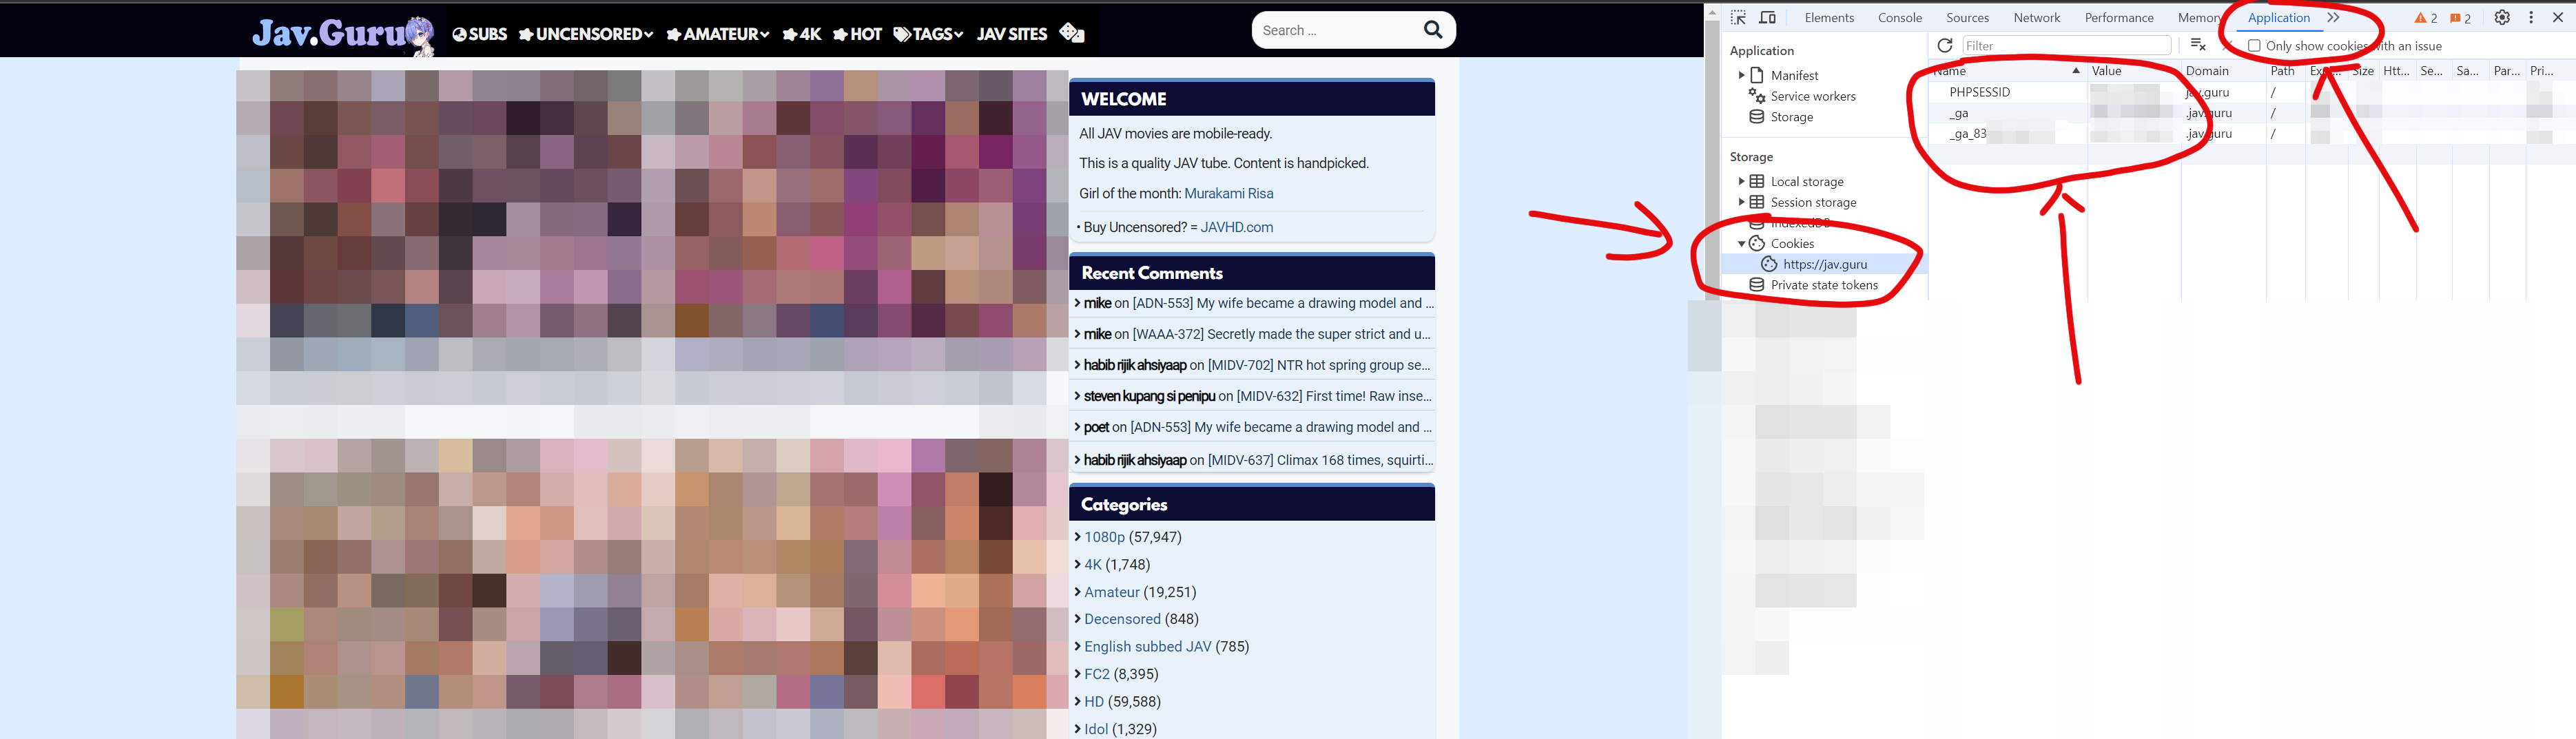 Jav.Guru
SUBS
UNCENSORED
AMATEUR
4K
HOT
TAGS
JAV SITES
Search ...
WELCOME
All JAV movies are mobile-ready.
This is a quality JAV tube. Content is handpicked.
Girl of the month: Murakami Risa
• Buy Uncensored? = JAVHD.com
Recent Comments
mike on [ADN-553] My wife became a drawing model and ...
mike on [WAAA-372] Secretly made the super strict and u...
habib rijik ahsiyaap on [MIDV-702] NTR hot spring group se...
steven kupang si penipu on [MIDV-632] First time! Raw inse...
poet on [ADN-553] My wife became a drawing model and ...
habib rijik ahsiyaap on [MIDV-637] Climax 168 times, squirti...
Categories
1080p (57,947)
4K (1,748)
Amateur (19,251)
Decensored (848)
English subbed JAV (785)
FC2 (8,395)
HD (59,588)
Idol (1,329)
Elements
Console
Sources
Network
Performance
Memory
Application
2
2
Application
Manifest
Service workers
Storage
Storage
Local storage
Session storage
IndexedDB
Cookies
https://jav.guru
Private state tokens
Filter
Only show cookies with an issue
Name Value Domain Path Size Htt... Se... Sa... Par... Pri...
PHPSESSID jav.guru /
_ga .jav.guru /
_ga_83 .jav.guru /